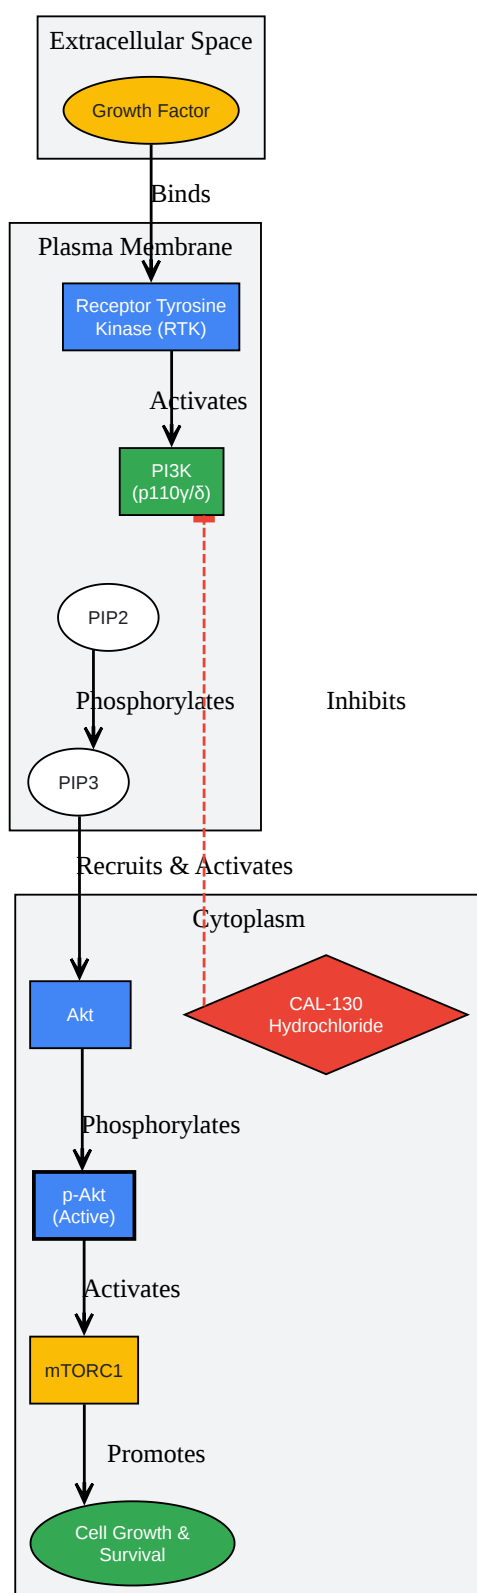 Extracellular Space
Growth Factor
Binds
Plasma Membrane
Receptor Tyrosine
Kinase (RTK)
Activates
PI3K
(p110γ/δ)
PIP2
Phosphorylates
Inhibits
PIP3
Recruits & Activates
Cytoplasm
Akt
CAL-130
Hydrochloride
Phosphorylates
p-Akt
(Active)
Activates
mTORC1
Promotes
Cell Growth &
Survival